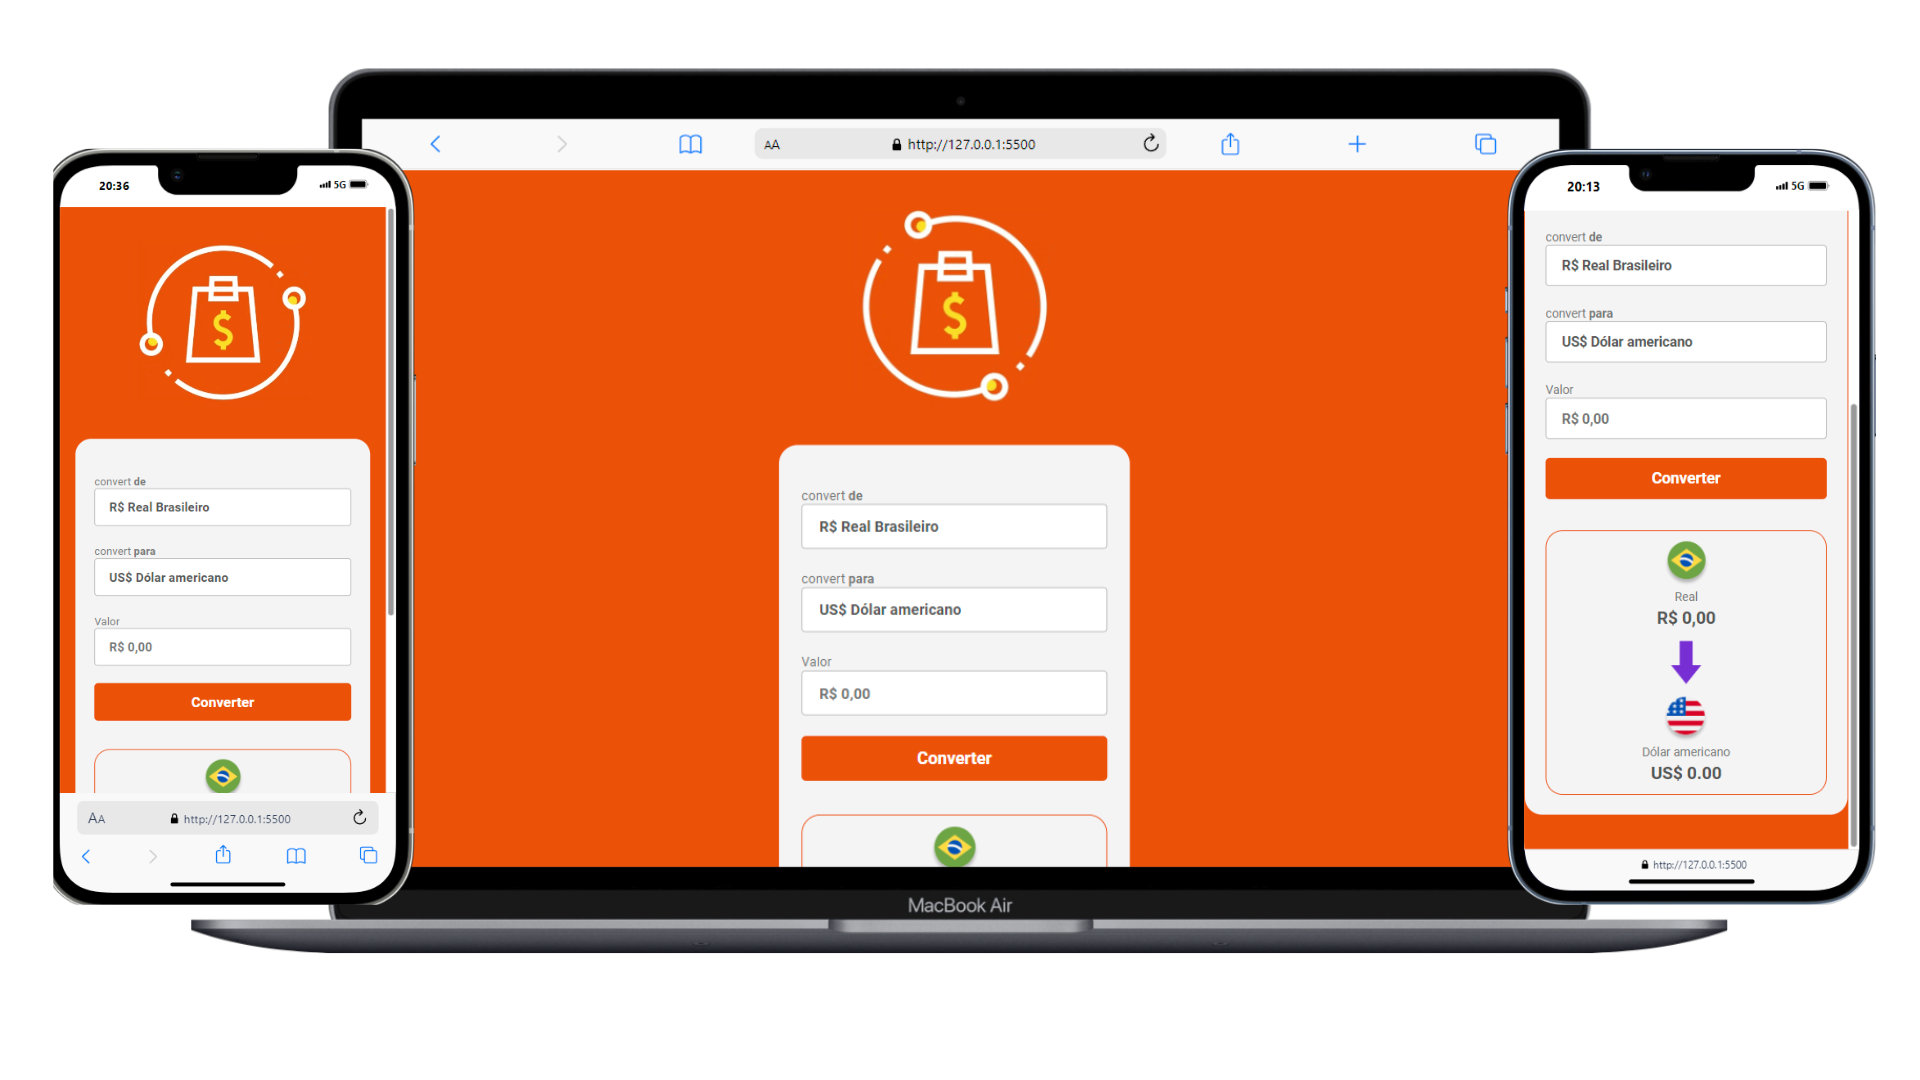 20:36
5G
convert de
R$ Real Brasileiro
convert para
US$ Dólar americano
Valor
R$ 0,00
Converter
AA
http://127.0.0.1:5500
AA
http://127.0.0.1:5500
$
$
convert de
R$ Real Brasileiro
convert para
US$ Dólar americano
Valor
R$ 0,00
Converter
MacBook Air
20:13
5G
convert de
R$ Real Brasileiro
convert para
US$ Dólar americano
Valor
R$ 0,00
Converter
Real
R$ 0,00
Dólar americano
US$ 0.00
http://127.0.0.1:5500